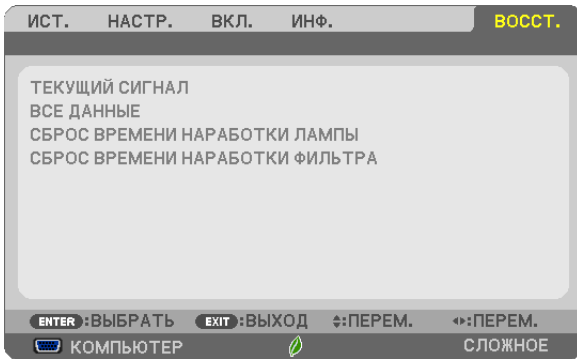 ИСТ. НАСТР. ВКЛ. ИНФ. ВОССТ.
ТЕКУЩИЙ СИГНАЛ
ВСЕ ДАННЫЕ
СБРОС ВРЕМЕНИ НАРАБОТКИ ЛАМПЫ
СБРОС ВРЕМЕНИ НАРАБОТКИ ФИЛЬТРА
ENTER :ВЫБРАТЬ EXIT :ВЫХОД :ПЕРЕМ. :ПЕРЕМ.
КОМПЬЮТЕР СЛОЖНОЕ